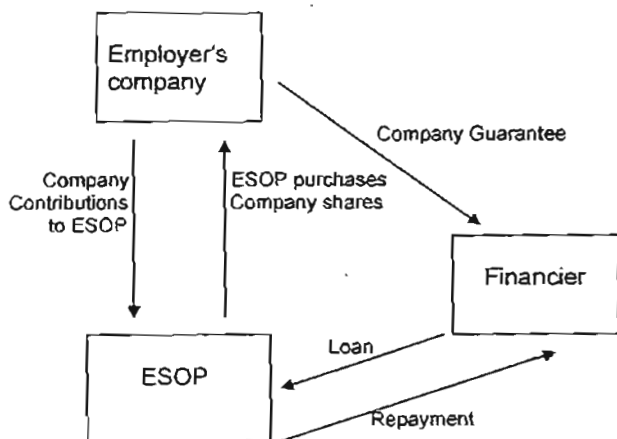 Employer's
company
Company Guarantee
Company
Contributions
to ESOP
ESOP purchases
Company shares
Financier
Loan
ESOP
Repayment